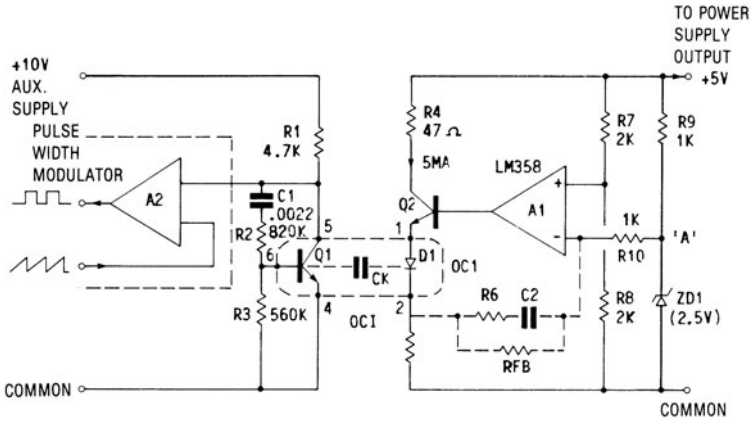 TO POWER
SUPPLY
OUTPUT
+5V
+10V
AUX.
SUPPLY
PULSE
WIDTH
MODULATOR
A2
R1
4.7K
C1
.0022
R2
820K
5
6
Q1
4
R3
560K
CK
OCI
R4
47 Ω
5MA
Q2
1
D1
OC1
2
LM358
+
A1
-
R7
2K
R9
1K
1K
R10
'A'
R6
C2
RFB
R8
2K
ZD1
(2.5V)
COMMON
COMMON